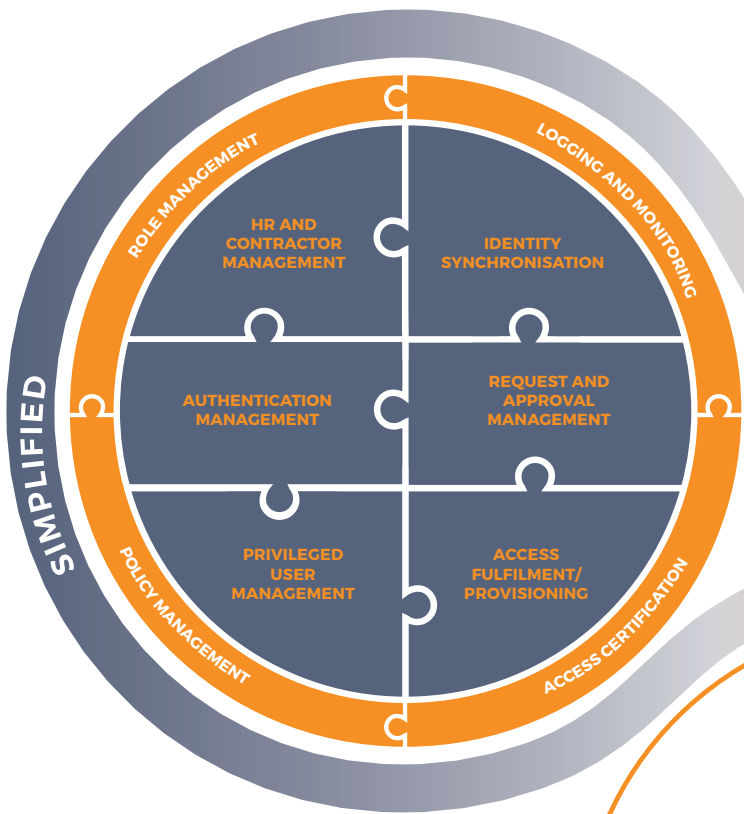 SIMPLIFIED
ROLE MANAGEMENT
LOGGING AND MONITORING
HR AND
CONTRACTOR
MANAGEMENT
IDENTITY
SYNCHRONISATION
AUTHENTICATION
MANAGEMENT
REQUEST AND
APPROVAL
MANAGEMENT
PRIVILEGED
USER
MANAGEMENT
ACCESS
FULFILMENT/
PROVISIONING
POLICY MANAGEMENT
ACCESS CERTIFICATION